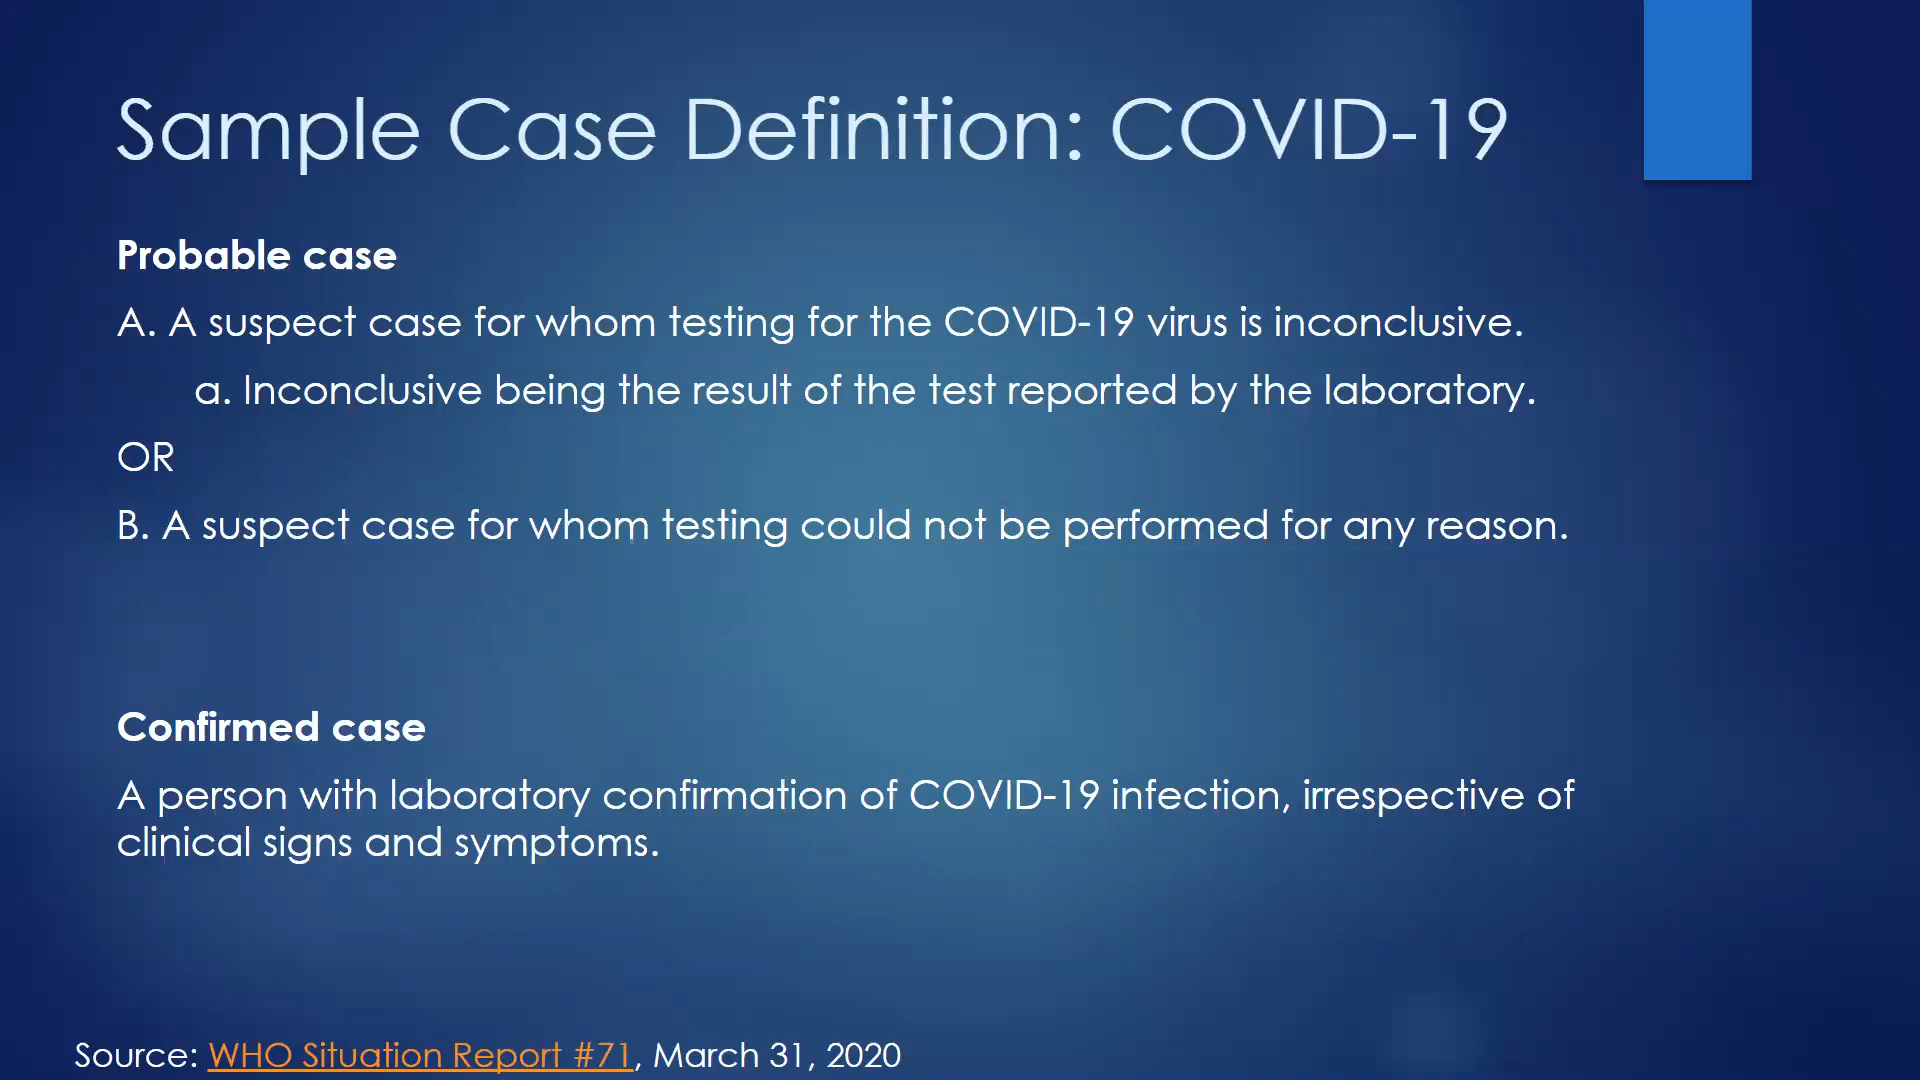 Sample Case Definition: COVID-19
Probable case
A. A suspect case for whom testing for the COVID-19 virus is inconclusive.
a. Inconclusive being the result of the test reported by the laboratory.
OR
B. A suspect case for whom testing could not be performed for any reason.
Confirmed case
A person with laboratory confirmation of COVID-19 infection, irrespective of
clinical signs and symptoms.
Source: WHO Situation Report #71, March 31, 2020